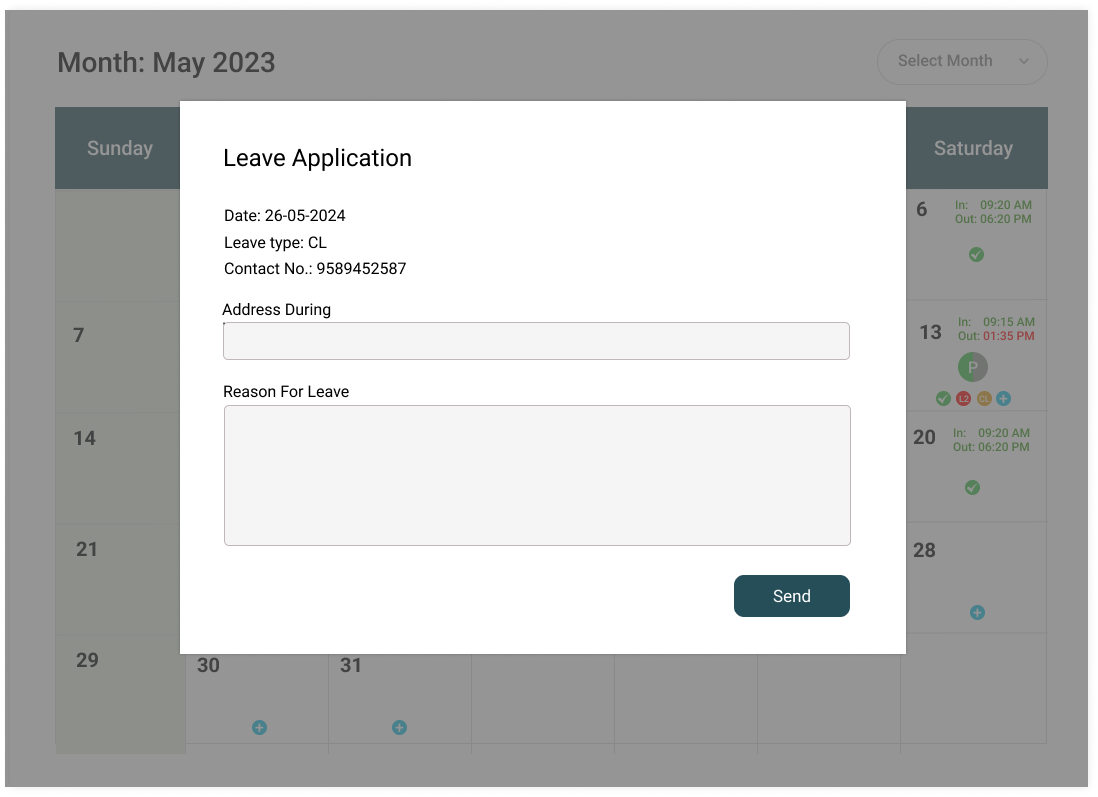 Month: May 2023
Select Month
Sunday
Saturday
Leave Application
Date: 26-05-2024
Leave type: CL
Contact No.: 9589452587
Address During
Reason For Leave
Send
6
In: 09:20 AM
Out: 06:20 PM
7
13
In: 09:15 AM
Out: 01:35 PM
P
L2
CL
14
20
In: 09:20 AM
Out: 06:20 PM
21
28
29
30
31